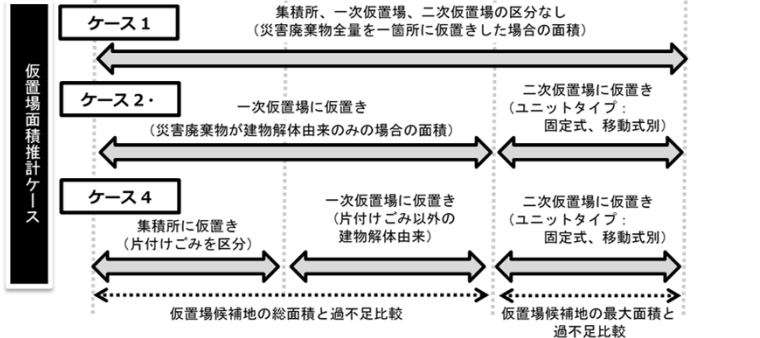 仮置場面積推計ケース
ケース1
集積所、一次仮置場、二次仮置場の区分なし
（災害廃棄物全量を一箇所に仮置きした場合の面積）
ケース2・
一次仮置場に仮置き
（災害廃棄物が建物解体由来のみの場合の面積）
二次仮置場に仮置き
（ユニットタイプ：
固定式、移動式別）
ケース4
集積所に仮置き
（片付けごみを区分）
一次仮置場に仮置き
（片付けごみ以外の
建物解体由来）
二次仮置場に仮置き
（ユニットタイプ：
固定式、移動式別）
仮置場候補地の総面積と過不足比較
仮置場候補地の最大面積と
過不足比較